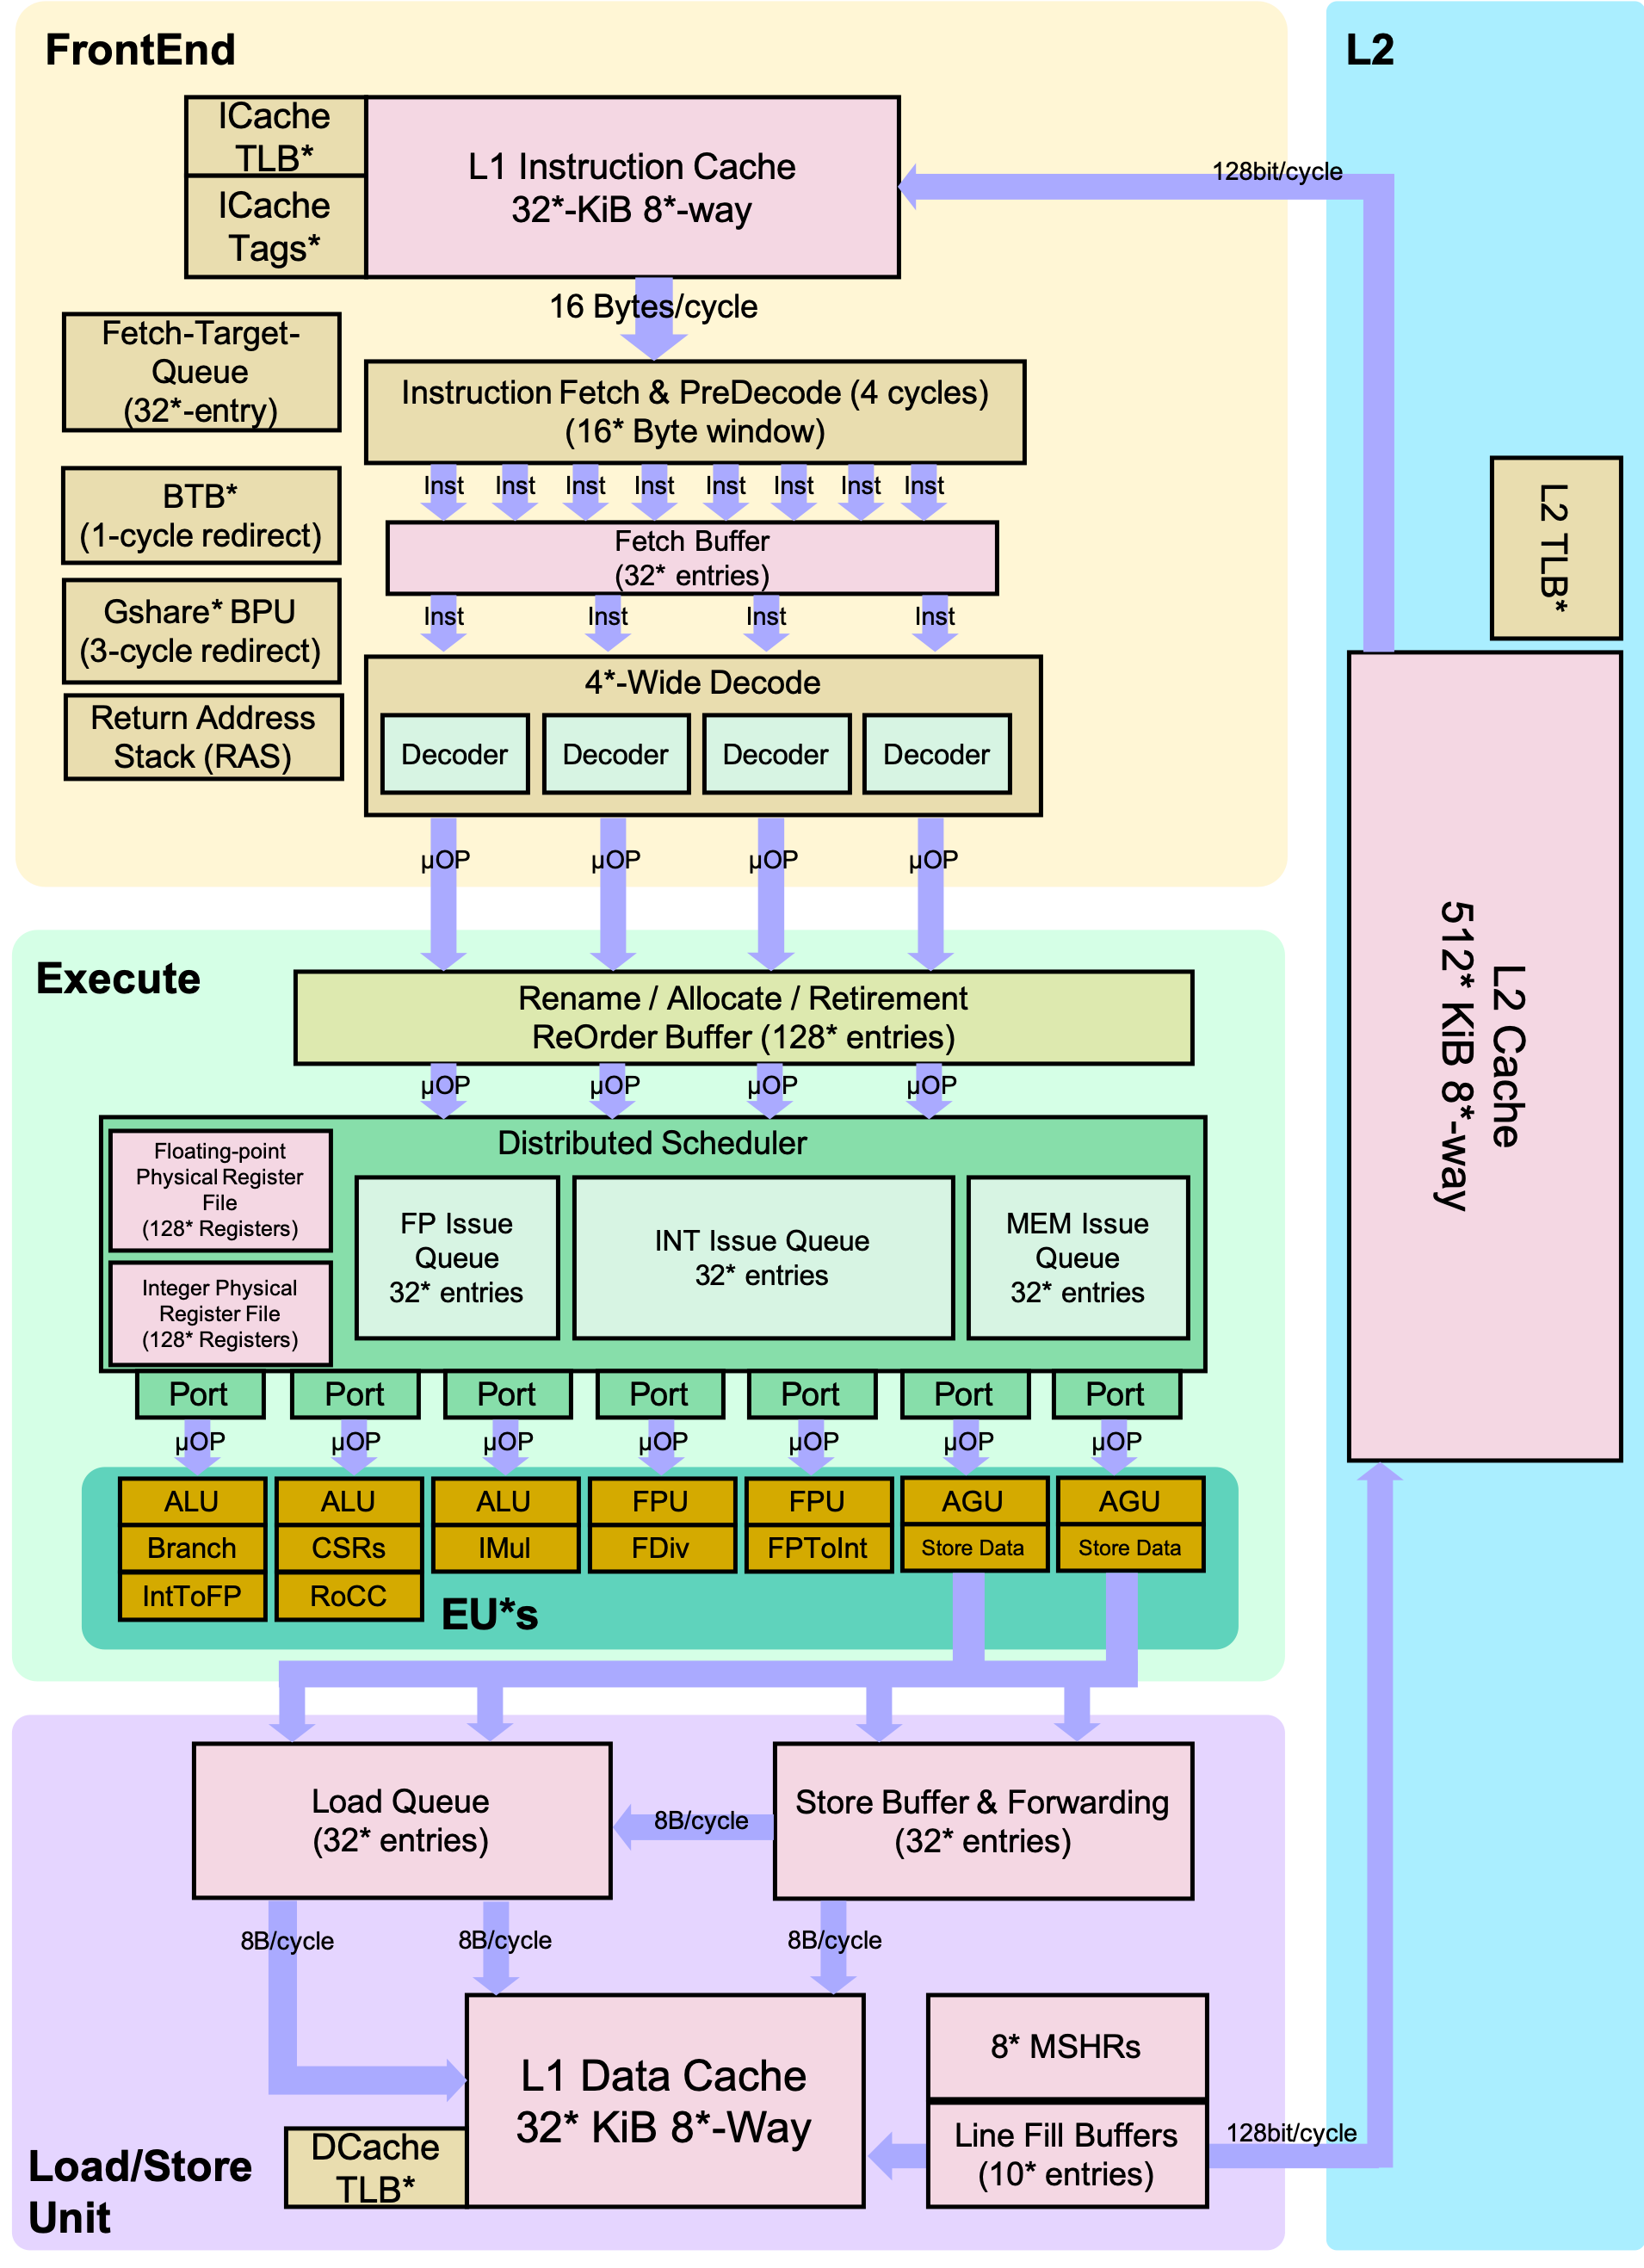 FrontEnd
L2
ICache
TLB*
ICache
Tags*
L1 Instruction Cache
32*-KiB 8*-way
128bit/cycle
16 Bytes/cycle
Fetch-Target-
Queue
(32*-entry)
Instruction Fetch & PreDecode (4 cycles)
(16* Byte window)
Inst Inst Inst Inst Inst Inst Inst Inst
BTB*
(1-cycle redirect)
Fetch Buffer
(32* entries)
L2 TLB*
Gshare* BPU
(3-cycle redirect)
Inst Inst Inst Inst
Return Address
Stack (RAS)
4*-Wide Decode
Decoder Decoder Decoder Decoder
µOP µOP µOP µOP
L2 Cache
512* KiB 8*-way
Execute
Rename / Allocate / Retirement
ReOrder Buffer (128* entries)
µOP µOP µOP µOP
Distributed Scheduler
Floating-point
Physical Register
File
(128* Registers)
Integer Physical
Register File
(128* Registers)
FP Issue
Queue
32* entries
INT Issue Queue
32* entries
MEM Issue
Queue
32* entries
Port Port Port Port Port Port Port
µOP µOP µOP µOP µOP µOP µOP
ALU ALU ALU FPU FPU AGU AGU
Branch CSRs IMul FDiv FPToInt Store Data Store Data
IntToFP RoCC
EU*s
Load Queue
(32* entries)
8B/cycle
Store Buffer & Forwarding
(32* entries)
8B/cycle 8B/cycle 8B/cycle
L1 Data Cache
32* KiB 8*-Way
8* MSHRs
Line Fill Buffers
(10* entries)
128bit/cycle
DCache
TLB*
Load/Store
Unit